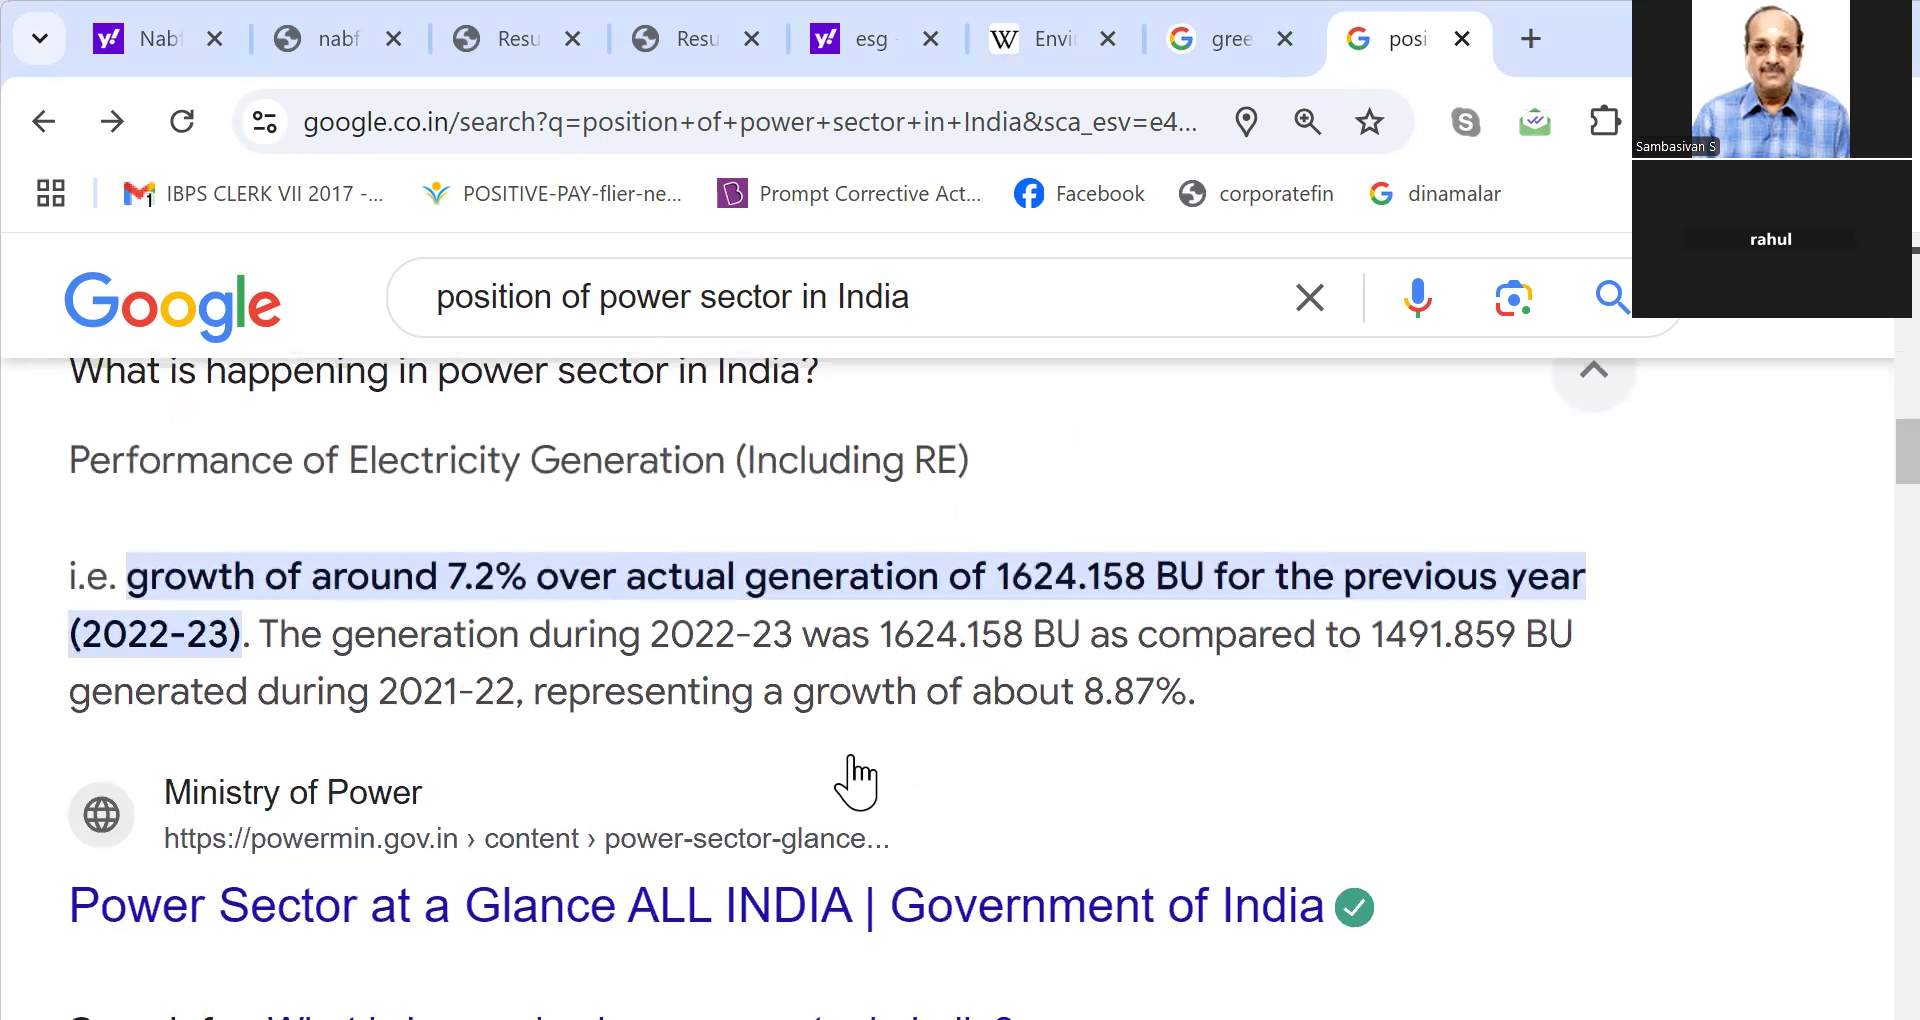 Nabf
nabf
Resu
Resu
esg
W Envi
gree
posi
google.co.in/search?q=position+of+power+sector+in+India&sca_esv=e4...
S
Sambasivan S
IBPS CLERK VII 2017 -...
POSITIVE-PAY-flier-ne...
Prompt Corrective Act...
Facebook
corporatefin
dinamalar
rahul
Google
position of power sector in India
What is happening in power sector in India?
Performance of Electricity Generation (Including RE)
i.e. growth of around 7.2% over actual generation of 1624.158 BU for the previous year
(2022-23). The generation during 2022-23 was 1624.158 BU as compared to 1491.859 BU
generated during 2021-22, representing a growth of about 8.87%.
Ministry of Power
https://powermin.gov.in › content › power-sector-glance...
Power Sector at a Glance ALL INDIA | Government of India